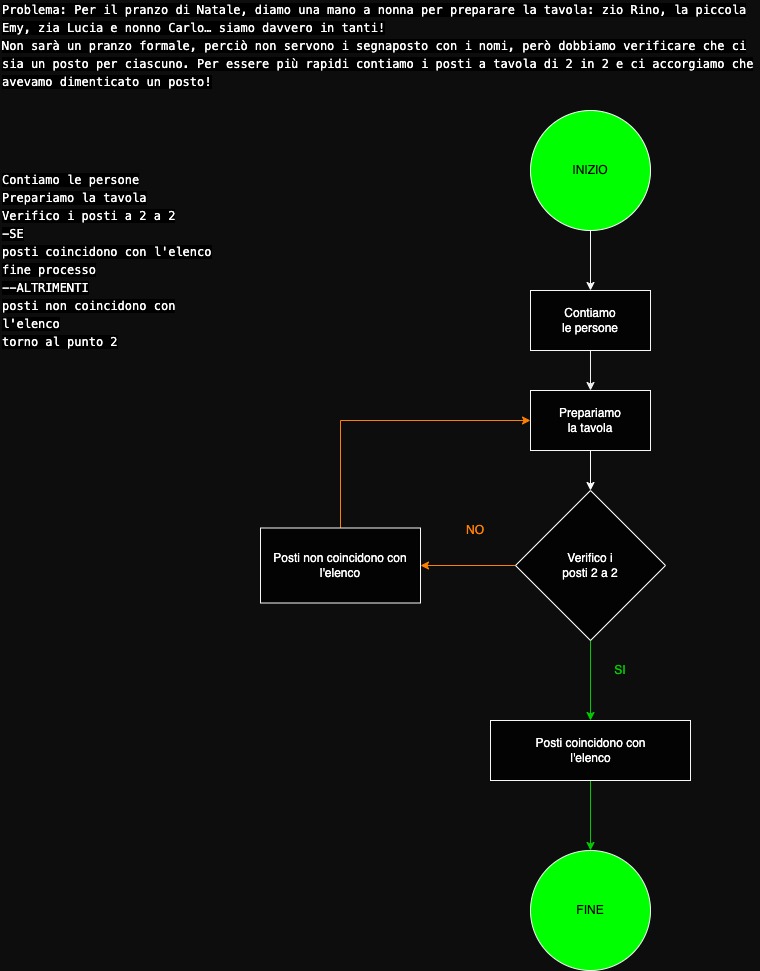 Problema: Per il pranzo di Natale, diamo una mano a nonna per preparare la tavola: zio Rino, la piccola
Emy, zia Lucia e nonno Carlo… siamo davvero in tanti!
Non sarà un pranzo formale, perciò non servono i segnaposto con i nomi, però dobbiamo verificare che ci
sia un posto per ciascuno. Per essere più rapidi contiamo i posti a tavola di 2 in 2 e ci accorgiamo che
avevamo dimenticato un posto!
INIZIO
Contiamo le persone
Prepariamo la tavola
Verifico i posti a 2 a 2
-SE
posti coincidono con l'elenco
fine processo
--ALTRIMENTI
posti non coincidono con
l'elenco
torno al punto 2
Contiamo
le persone
Prepariamo
la tavola
NO
Posti non coincidono con
l'elenco
Verifico i
posti 2 a 2
SI
Posti coincidono con
l'elenco
FINE